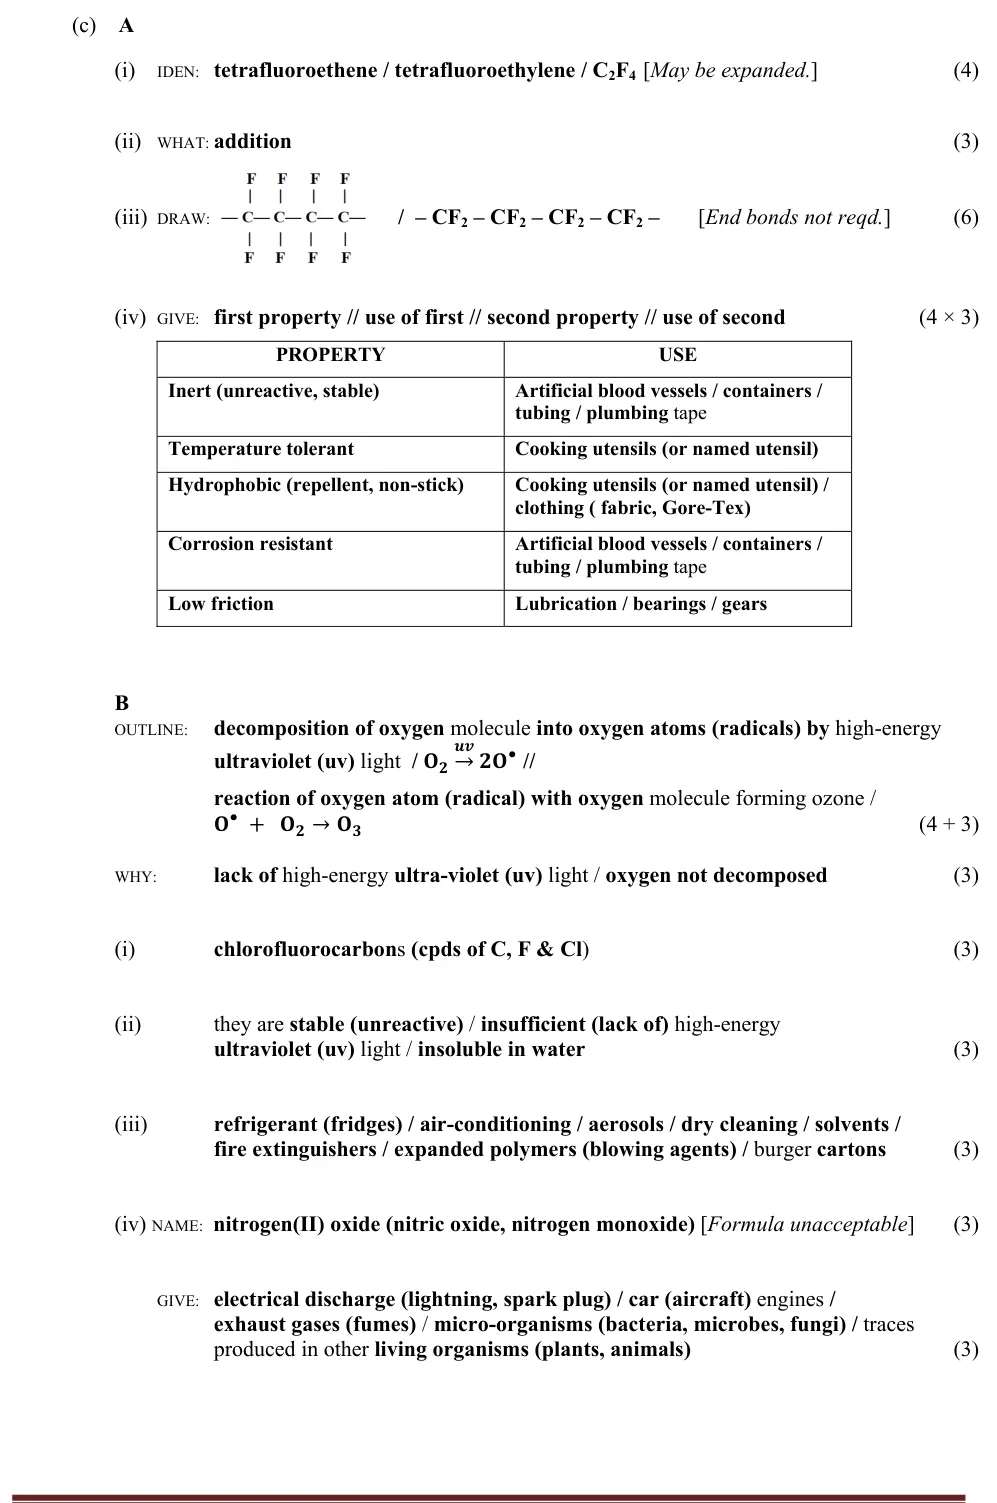 (c) A
(i) IDEN: tetrafluoroethene / tetrafluoroethylene / C₂F₄ [May be expanded.] (4)
(ii) WHAT: addition (3)
F F F F
| | | |
(iii) DRAW: — C— C— C— C— / – CF₂ – CF₂ – CF₂ – CF₂ – [End bonds not reqd.] (6)
| | | |
F F F F
(iv) GIVE: first property // use of first // second property // use of second (4 × 3)
PROPERTY USE
Inert (unreactive, stable) Artificial blood vessels / containers /
tubing / plumbing tape
Temperature tolerant Cooking utensils (or named utensil)
Hydrophobic (repellent, non-stick) Cooking utensils (or named utensil) /
clothing ( fabric, Gore-Tex)
Corrosion resistant Artificial blood vessels / containers /
tubing / plumbing tape
Low friction Lubrication / bearings / gears
B
OUTLINE: decomposition of oxygen molecule into oxygen atoms (radicals) by high-energy
uv
ultraviolet (uv) light / O₂ → 2O• //
reaction of oxygen atom (radical) with oxygen molecule forming ozone /
O• + O₂ → O₃ (4 + 3)
WHY: lack of high-energy ultra-violet (uv) light / oxygen not decomposed (3)
(i) chlorofluorocarbons (cpds of C, F & Cl) (3)
(ii) they are stable (unreactive) / insufficient (lack of) high-energy
ultraviolet (uv) light / insoluble in water (3)
(iii) refrigerant (fridges) / air-conditioning / aerosols / dry cleaning / solvents /
fire extinguishers / expanded polymers (blowing agents) / burger cartons (3)
(iv) NAME: nitrogen(II) oxide (nitric oxide, nitrogen monoxide) [Formula unacceptable] (3)
GIVE: electrical discharge (lightning, spark plug) / car (aircraft) engines /
exhaust gases (fumes) / micro-organisms (bacteria, microbes, fungi) / traces
produced in other living organisms (plants, animals) (3)